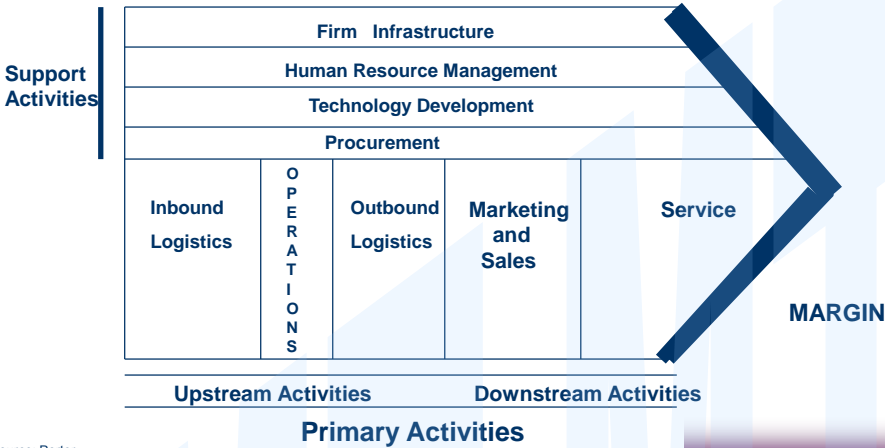 Firm Infrastructure
Support
Activities
Human Resource Management
Technology Development
Procurement
Inbound
Logistics
OPERATIONS
Outbound
Logistics
Marketing
and
Sales
Service
MARGIN
Upstream Activities
Downstream Activities
Primary Activities